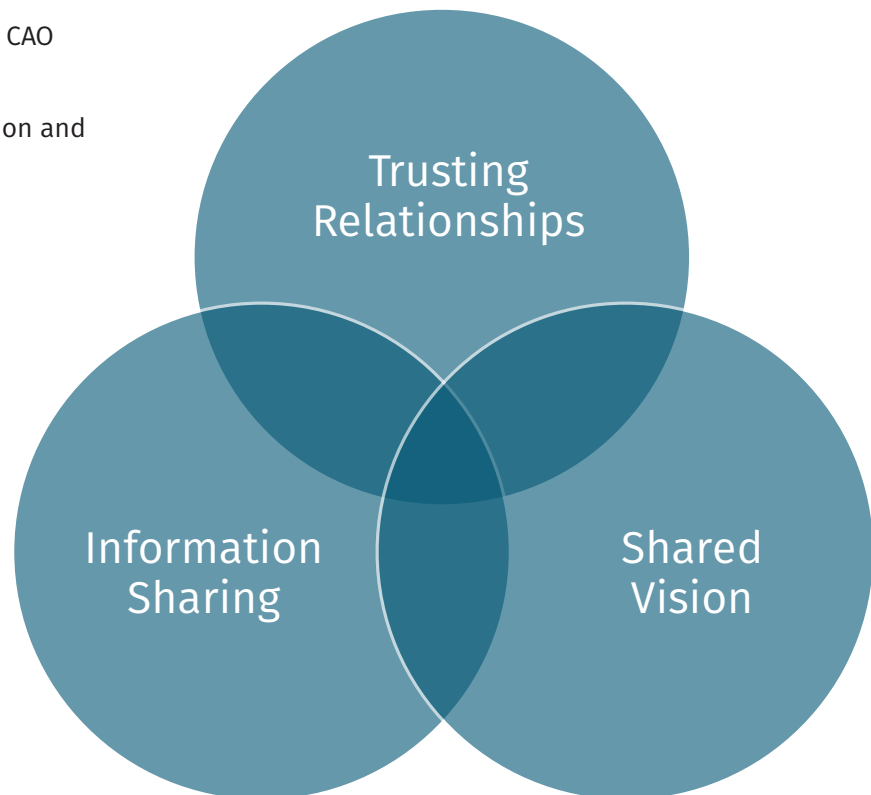 CAO
on and
Trusting
Relationships
Information
Sharing
Shared
Vision